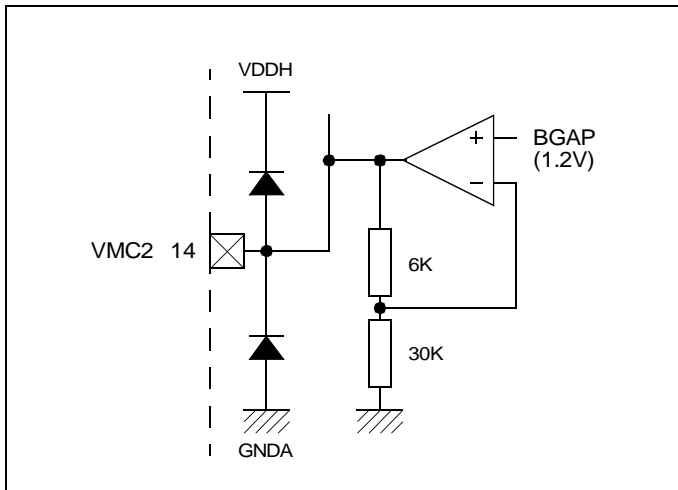 VDDH
+
BGAP
(1.2V)
−
VMC2 14
6K
30K
GNDA